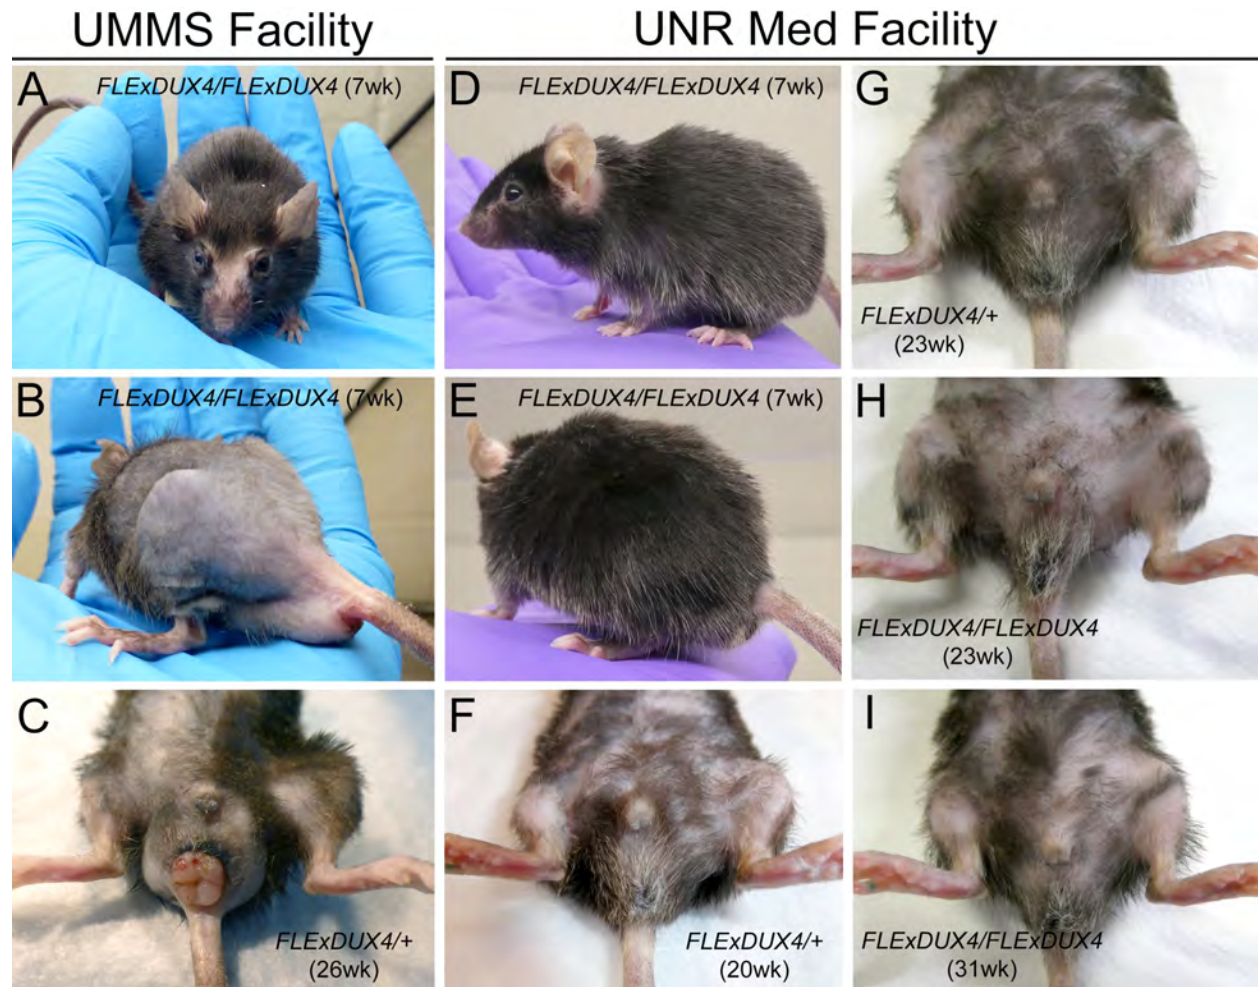 UMMS Facility
UNR Med Facility
A
FLExDUX4/FLExDUX4 (7wk)
D
FLExDUX4/FLExDUX4 (7wk)
G
FLExDUX4/+
(23wk)
B
FLExDUX4/FLExDUX4 (7wk)
E
FLExDUX4/FLExDUX4 (7wk)
H
FLExDUX4/FLExDUX4
(23wk)
C
FLExDUX4/+
(26wk)
F
FLExDUX4/+
(20wk)
I
FLExDUX4/FLExDUX4
(31wk)